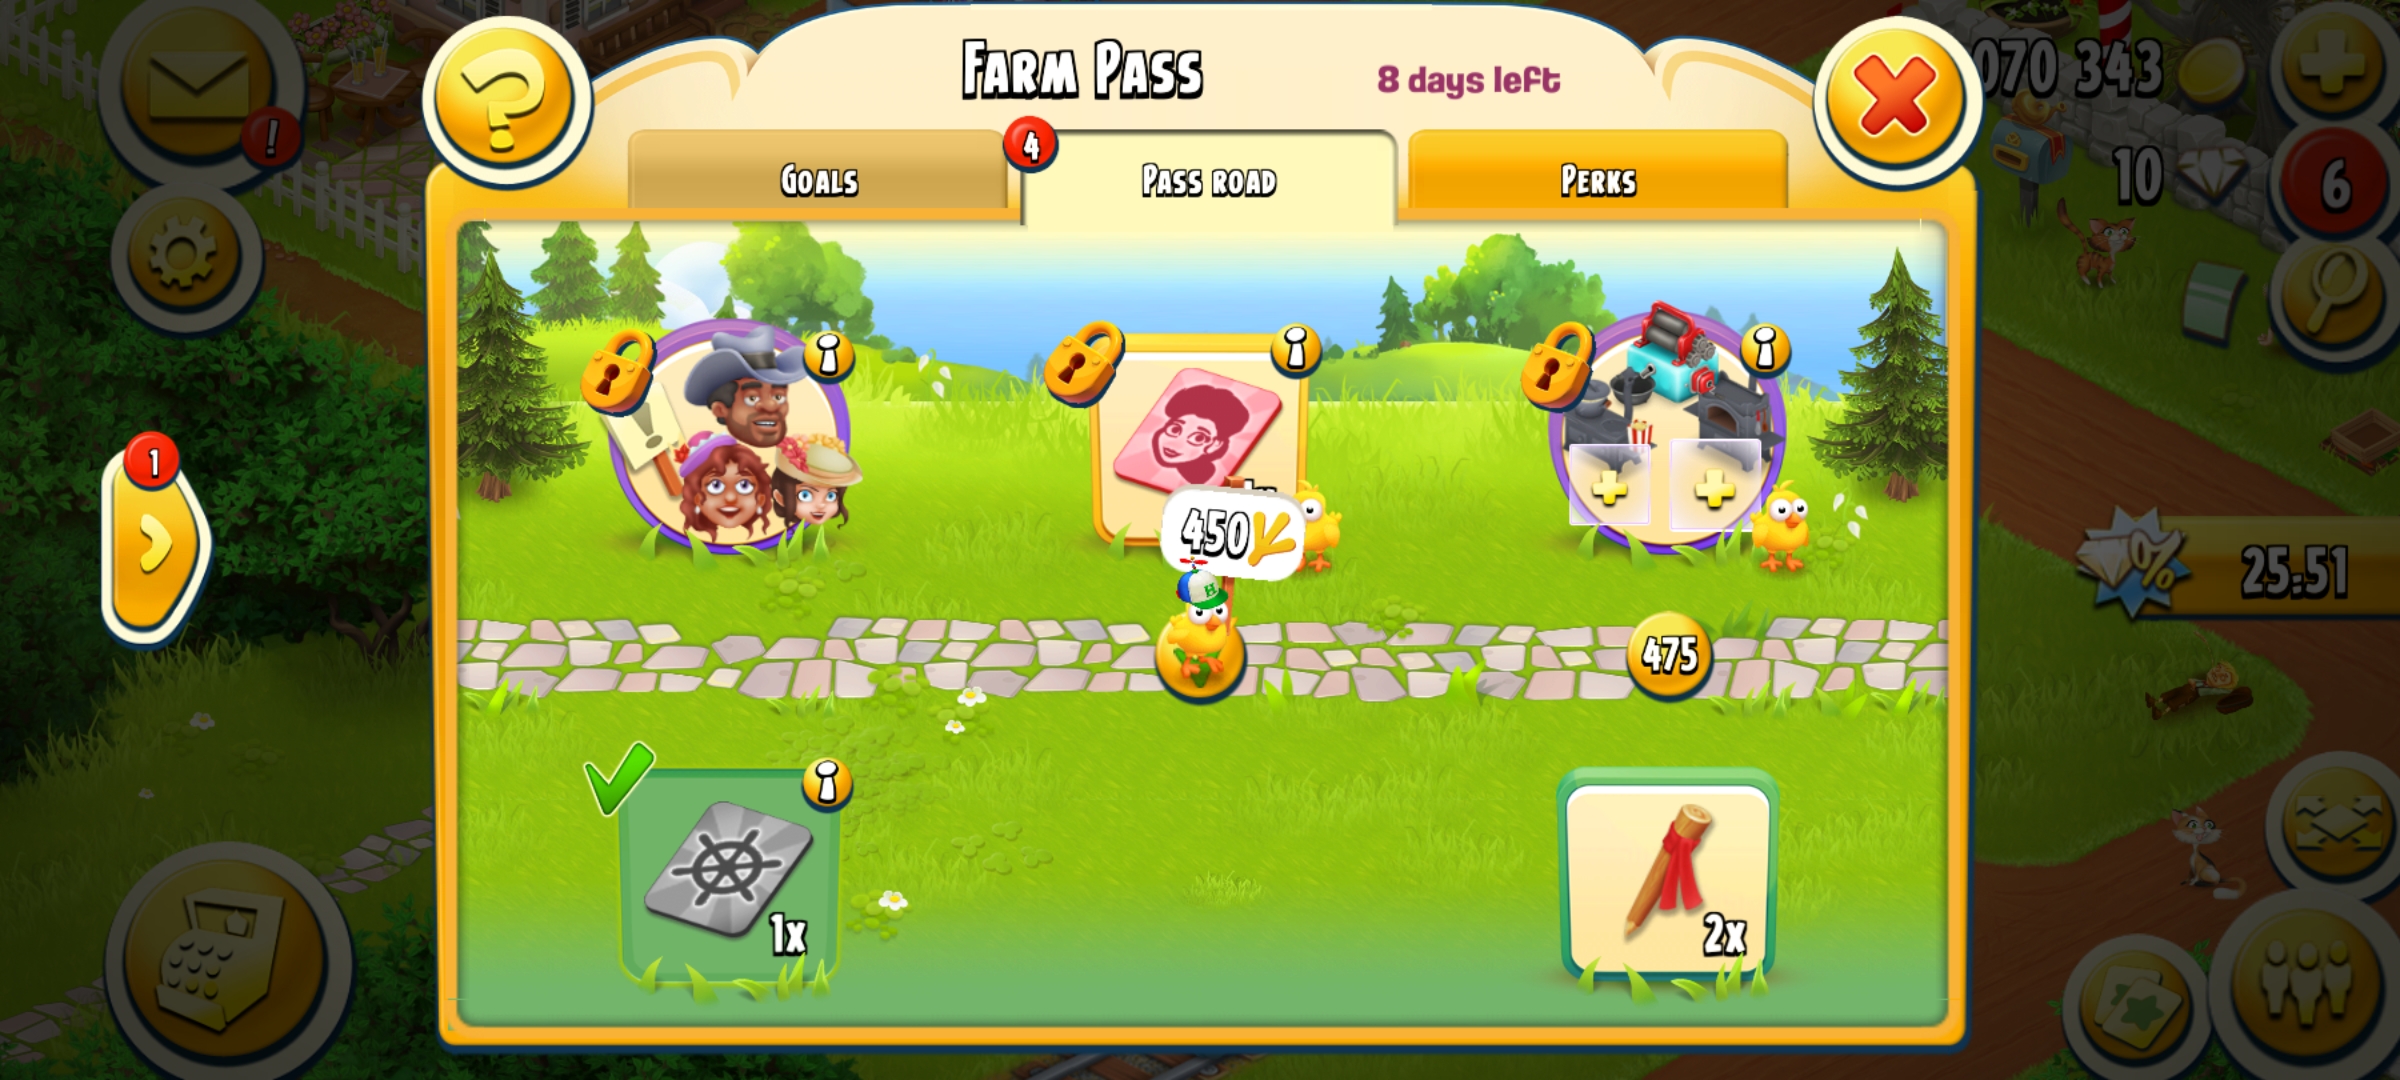 FARM PASS
8 days left
070 343
4
GOALS
PASS ROAD
PERKS
10
6
!
1
450
H
475
%
25:51
1x
2x